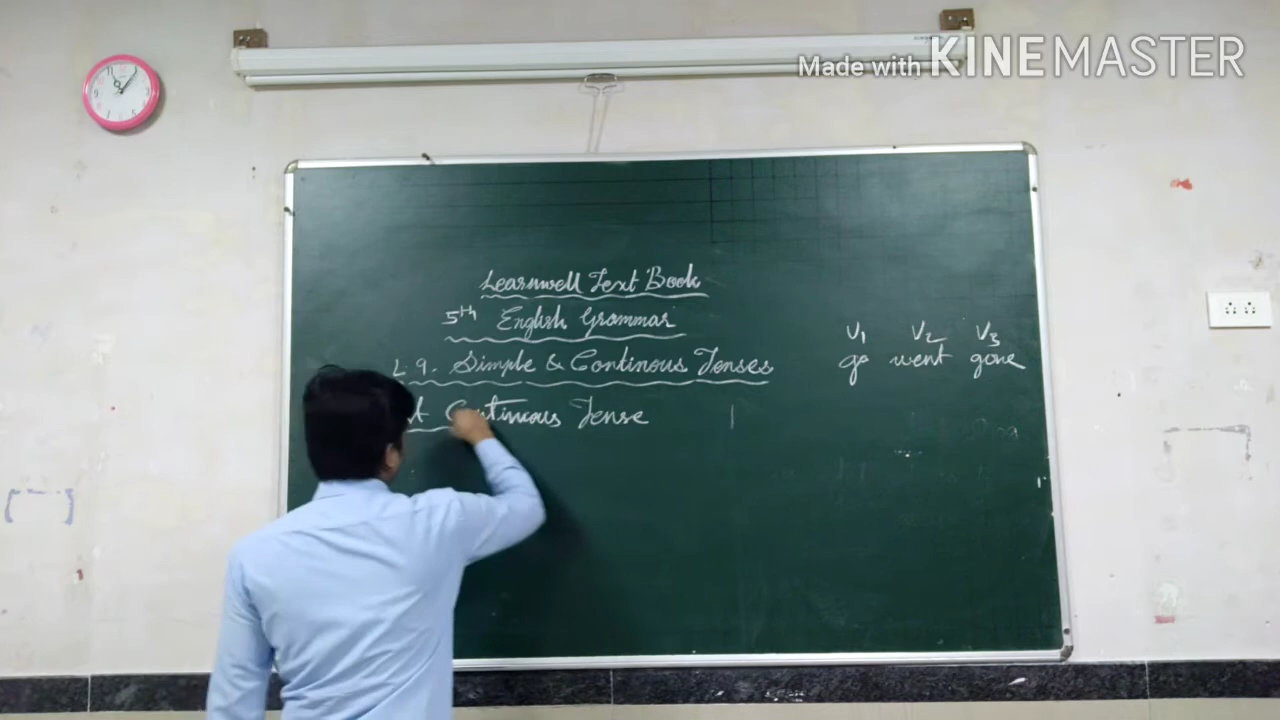 Made with KINEMASTER
Learnwell Text Book
5th English Grammar
L 9. Simple & Continous Tenses
Continuous Tense
V1 V2 V3
go went gone